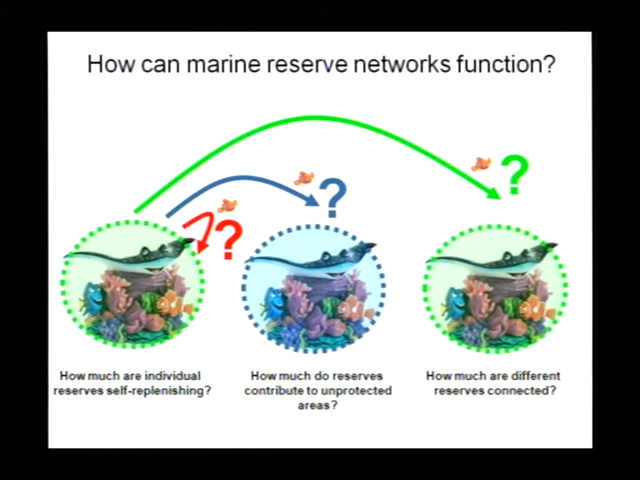 How can marine reserve networks function?
?
?
?
How much are individual
reserves self-replenishing?
How much do reserves
contribute to unprotected
areas?
How much are different
reserves connected?